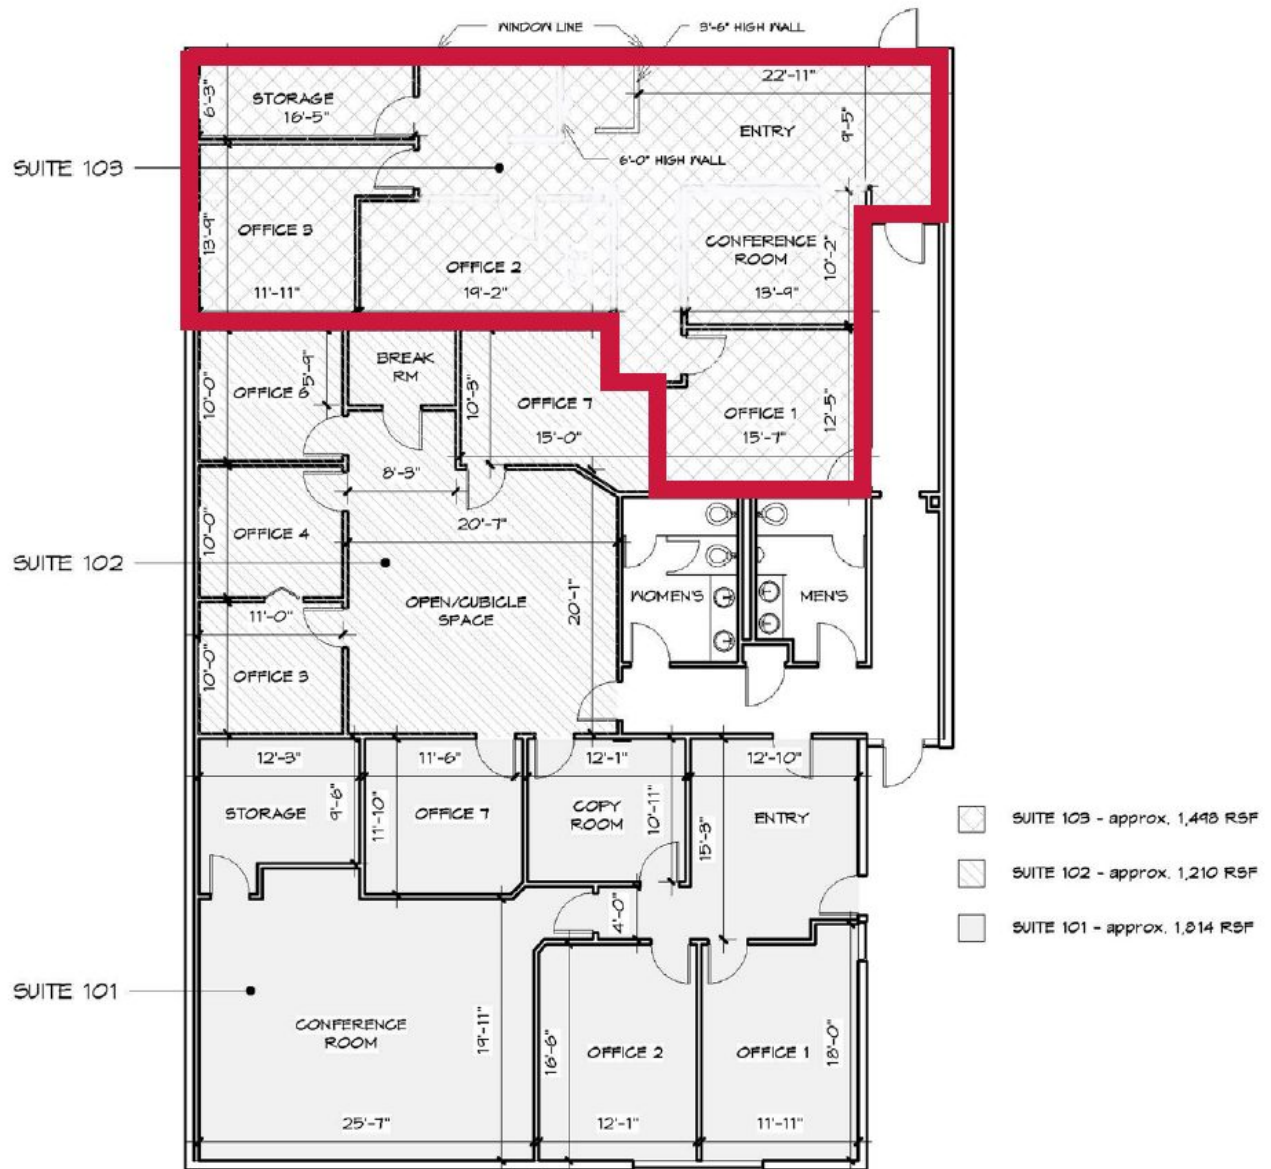 WINDOW LINE
3'-6" HIGH WALL
22'-11"
6'-3"
STORAGE
16'-5"
ENTRY
9'-5"
SUITE 103
6'-0" HIGH WALL
13'-9"
OFFICE 3
11'-11"
OFFICE 2
19'-2"
CONFERENCE
ROOM
10'-2"
13'-9"
10'-0"
OFFICE 6
5'-9"
BREAK
RM
10'-3"
OFFICE 7
15'-0"
OFFICE 1
15'-7"
12'-5"
8'-3"
10'-0"
OFFICE 4
20'-7"
SUITE 102
11'-0"
OPEN/CUBICLE
SPACE
20'-1"
WOMEN'S
MEN'S
10'-0"
OFFICE 3
12'-3"
11'-6"
12'-1"
12'-10"
STORAGE
9'-6"
11'-10"
OFFICE 7
COPY
ROOM
10'-11"
15'-3"
ENTRY
SUITE 103 - approx. 1,498 RSF
SUITE 102 - approx. 1,210 RSF
SUITE 101 - approx. 1,814 RSF
4'-0"
SUITE 101
CONFERENCE
ROOM
19'-11"
16'-6"
OFFICE 2
OFFICE 1
18'-0"
25'-7"
12'-1"
11'-11"